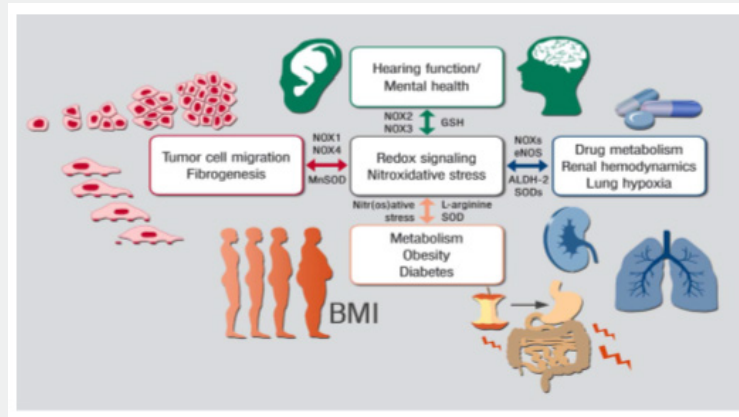 Hearing function/
Mental health
NOX2
NOX3
GSH
NOX1
NOX4
MnSOD
Tumor cell migration
Fibrogenesis
Redox signaling
Nitroxidative stress
NOXs
eNOS
ALDH-2
SODs
Drug metabolism
Renal hemodynamics
Lung hypoxia
Nitr(os)ative
stress
L-arginine
SOD
Metabolism
Obesity
Diabetes
BMI